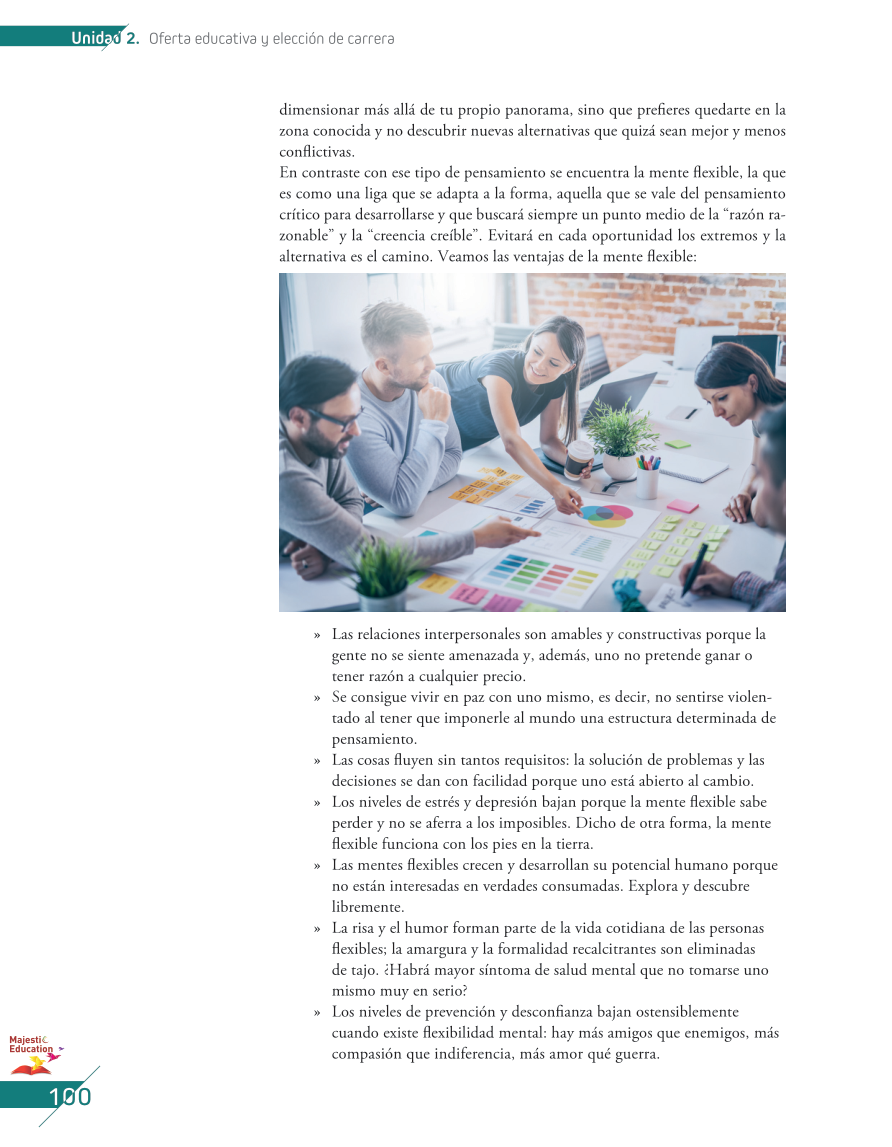 Unidad 2. Oferta educativa y elección de carrera
dimensionar más allá de tu propio panorama, sino que prefieres quedarte en la
zona conocida y no descubrir nuevas alternativas que quizá sean mejor y menos
conflictivas.
En contraste con ese tipo de pensamiento se encuentra la mente flexible, la que
es como una liga que se adapta a la forma, aquella que se vale del pensamiento
crítico para desarrollarse y que buscará siempre un punto medio de la “razón ra-
zonable” y la “creencia creíble”. Evitará en cada oportunidad los extremos y la
alternativa es el camino. Veamos las ventajas de la mente flexible:
» Las relaciones interpersonales son amables y constructivas porque la
gente no se siente amenazada y, además, uno no pretende ganar o
tener razón a cualquier precio.
» Se consigue vivir en paz con uno mismo, es decir, no sentirse violen-
tado al tener que imponerle al mundo una estructura determinada de
pensamiento.
» Las cosas fluyen sin tantos requisitos: la solución de problemas y las
decisiones se dan con facilidad porque uno está abierto al cambio.
» Los niveles de estrés y depresión bajan porque la mente flexible sabe
perder y no se aferra a los imposibles. Dicho de otra forma, la mente
flexible funciona con los pies en la tierra.
» Las mentes flexibles crecen y desarrollan su potencial humano porque
no están interesadas en verdades consumadas. Explora y descubre
libremente.
» La risa y el humor forman parte de la vida cotidiana de las personas
flexibles; la amargura y la formalidad recalcitrantes son eliminadas
de tajo. ¿Habrá mayor síntoma de salud mental que no tomarse uno
mismo muy en serio?
» Los niveles de prevención y desconfianza bajan ostensiblemente
cuando existe flexibilidad mental: hay más amigos que enemigos, más
compasión que indiferencia, más amor qué guerra.
Majestic
Education
100